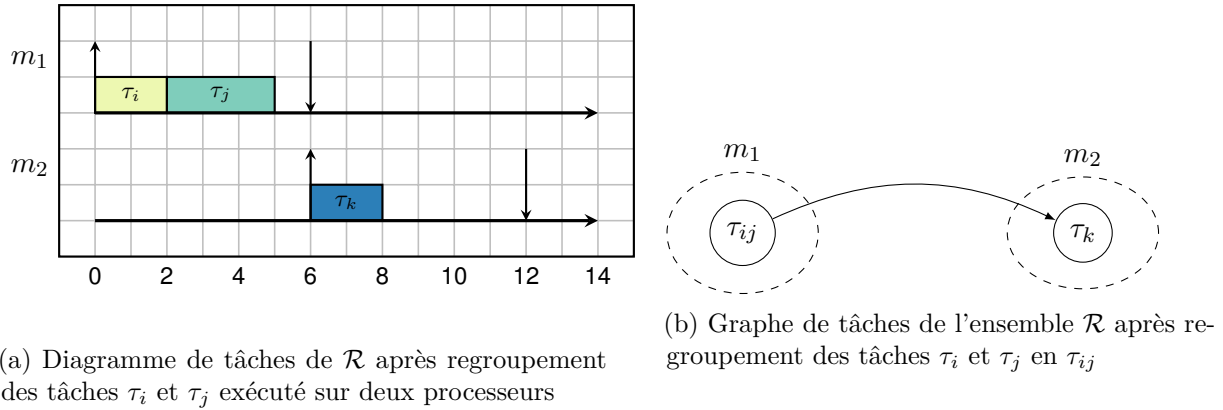 m₁
τᵢ τⱼ
m₂
τₖ
0 2 4 6 8 10 12 14
(a) Diagramme de tâches de ℛ après regroupement
des tâches τᵢ et τⱼ exécuté sur deux processeurs
m₁ m₂
τᵢⱼ τₖ
(b) Graphe de tâches de l'ensemble ℛ après re-
groupement des tâches τᵢ et τⱼ en τᵢⱼ